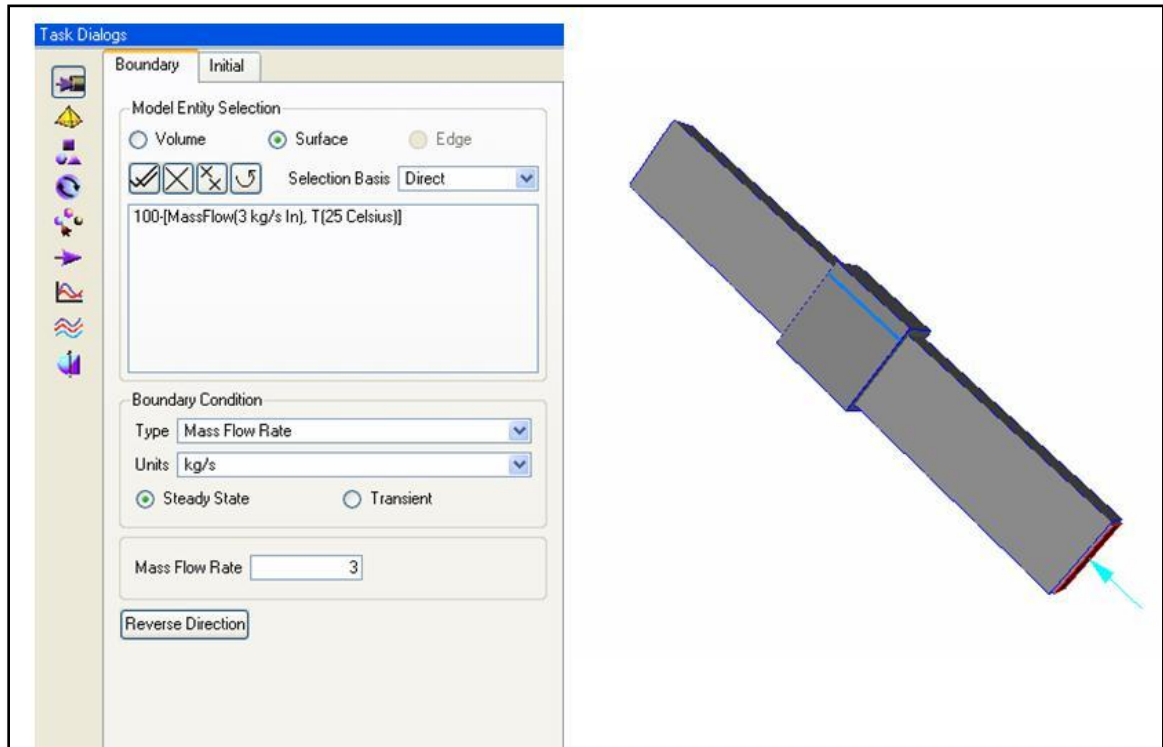 Task Dialogs
Boundary Initial
Model Entity Selection
Volume Surface Edge
Selection Basis Direct
100-[MassFlow(3 kg/s In), T(25 Celsius)]
Boundary Condition
Type Mass Flow Rate
Units kg/s
Steady State Transient
Mass Flow Rate 3
Reverse Direction